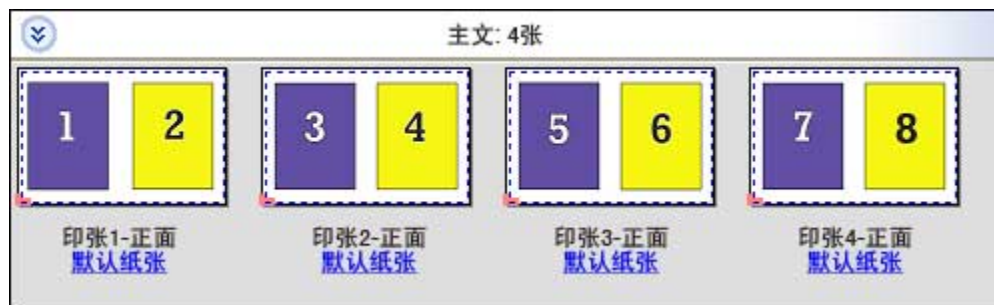 主文: 4张
1 2 3 4 5 6 7 8
印张1-正面 印张2-正面 印张3-正面 印张4-正面
默认纸张 默认纸张 默认纸张 默认纸张